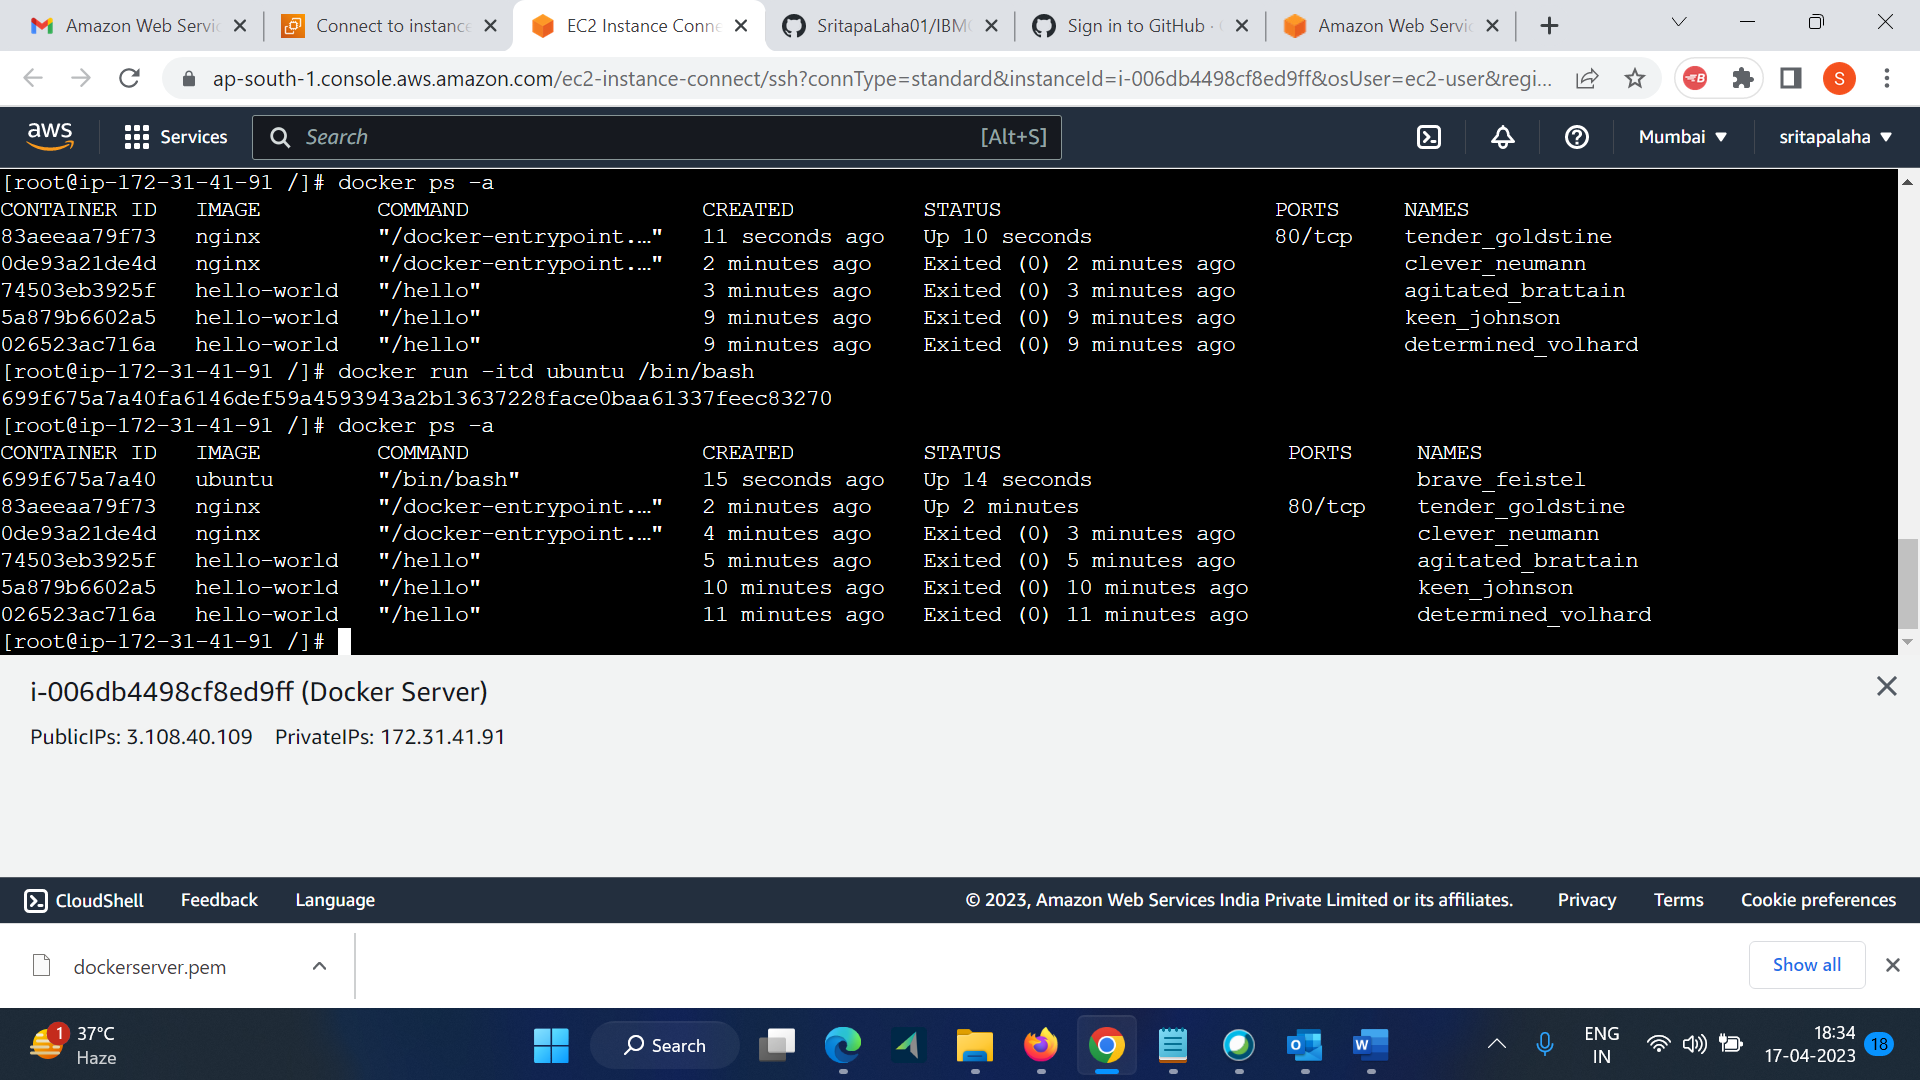 Amazon Web Servi
Connect to instance
EC2 Instance Conne
SritapaLaha01/IBM
Sign in to GitHub ·
Amazon Web Servi
ap-south-1.console.aws.amazon.com/ec2-instance-connect/ssh?connType=standard&instanceId=i-006db4498cf8ed9ff&osUser=ec2-user&regi...
S
aws
Services
Search
[Alt+S]
Mumbai
sritapalaha
[root@ip-172-31-41-91 /]# docker ps -a
CONTAINER ID IMAGE COMMAND CREATED STATUS PORTS NAMES
83aeeaa79f73 nginx "/docker-entrypoint.…" 11 seconds ago Up 10 seconds 80/tcp tender_goldstine
0de93a21de4d nginx "/docker-entrypoint.…" 2 minutes ago Exited (0) 2 minutes ago clever_neumann
74503eb3925f hello-world "/hello" 3 minutes ago Exited (0) 3 minutes ago agitated_brattain
5a879b6602a5 hello-world "/hello" 9 minutes ago Exited (0) 9 minutes ago keen_johnson
026523ac716a hello-world "/hello" 9 minutes ago Exited (0) 9 minutes ago determined_volhard
[root@ip-172-31-41-91 /]# docker run -itd ubuntu /bin/bash
699f675a7a40fa6146def59a4593943a2b13637228face0baa61337feec83270
[root@ip-172-31-41-91 /]# docker ps -a
CONTAINER ID IMAGE COMMAND CREATED STATUS PORTS NAMES
699f675a7a40 ubuntu "/bin/bash" 15 seconds ago Up 14 seconds brave_feistel
83aeeaa79f73 nginx "/docker-entrypoint.…" 2 minutes ago Up 2 minutes 80/tcp tender_goldstine
0de93a21de4d nginx "/docker-entrypoint.…" 4 minutes ago Exited (0) 3 minutes ago clever_neumann
74503eb3925f hello-world "/hello" 5 minutes ago Exited (0) 5 minutes ago agitated_brattain
5a879b6602a5 hello-world "/hello" 10 minutes ago Exited (0) 10 minutes ago keen_johnson
026523ac716a hello-world "/hello" 11 minutes ago Exited (0) 11 minutes ago determined_volhard
[root@ip-172-31-41-91 /]#
i-006db4498cf8ed9ff (Docker Server)
PublicIPs: 3.108.40.109 PrivateIPs: 172.31.41.91
CloudShell
Feedback
Language
© 2023, Amazon Web Services India Private Limited or its affiliates.
Privacy
Terms
Cookie preferences
dockerserver.pem
Show all
1
37°C
Haze
Search
ENG
IN
18:34
17-04-2023
18